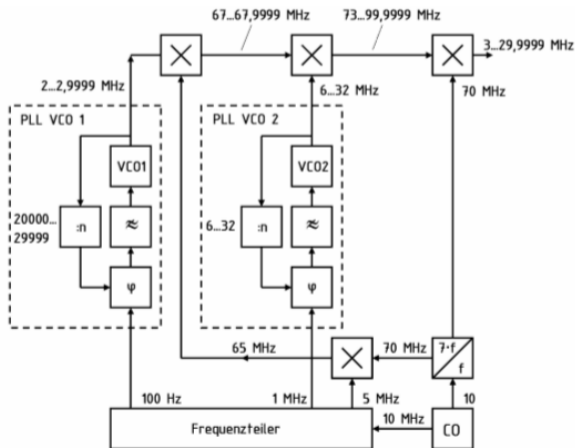 67...67,9999 MHz
73...99,9999 MHz
3...29,9999 MHz
2...2,9999 MHz
6...32 MHz
70 MHz
PLL VCO 1
PLL VCO 2
VCO1
VCO2
20000...
29999
:n
6...32
:n
φ
φ
65 MHz
70 MHz
7·f
f
100 Hz
1 MHz
5 MHz
10
10 MHz
Frequenzteiler
CO